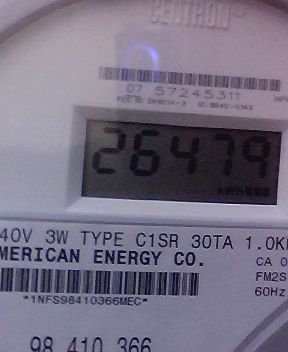 CENTRON
07 57245311
26479
kWh
40V 3W TYPE C1SR 30TA 1.0K
MERICAN ENERGY CO.
CA 0
FM2S
60Hz
*1NFS98410366MEC*
98 410 366